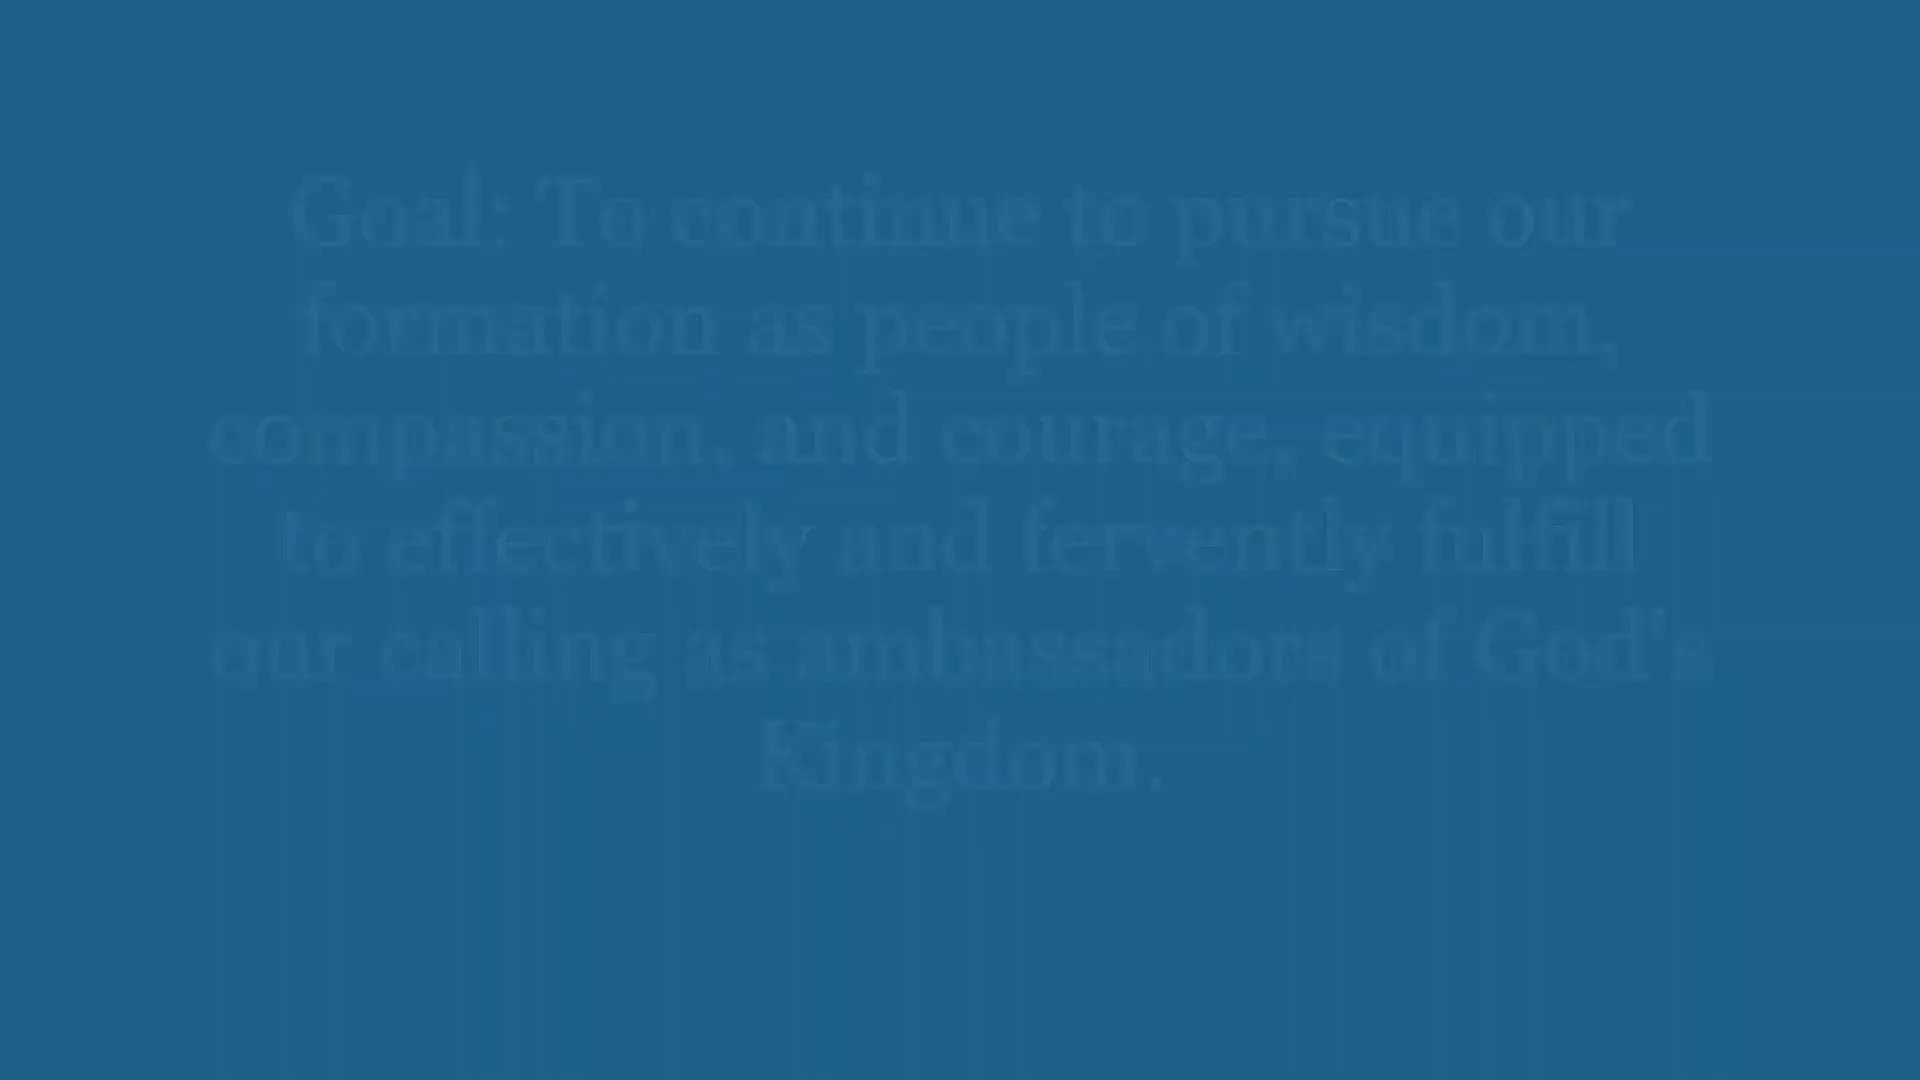 Goal: To continue to pursue our
formation as people of wisdom,
compassion, and courage, equipped
to effectively and fervently fulfill
our calling as ambassadors of God's
Kingdom.